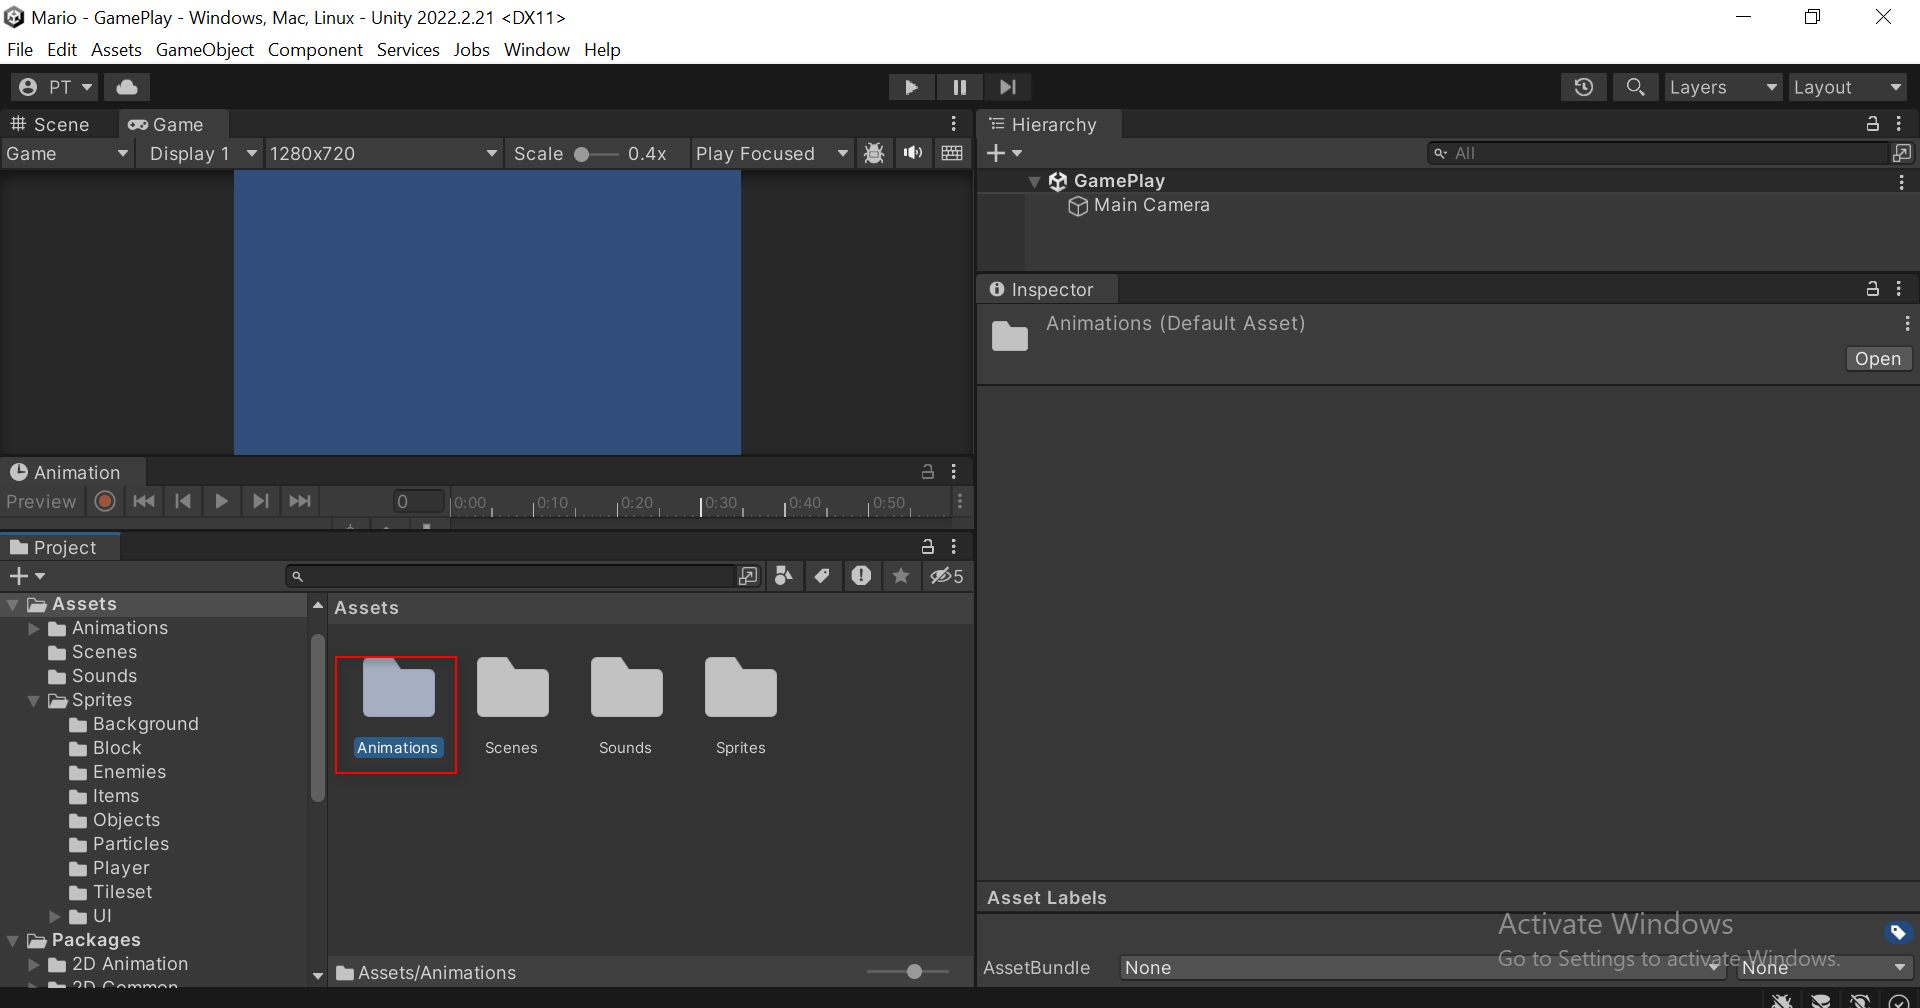 Mario - GamePlay - Windows, Mac, Linux - Unity 2022.2.21 <DX11>
File Edit Assets GameObject Component Services Jobs Window Help
PT Layers Layout
Scene Game
Game Display 1 1280x720 Scale 0.4x Play Focused
Hierarchy
All
GamePlay
Main Camera
Inspector
Animations (Default Asset)
Open
Animation
Preview 0 0:00 0:10 0:20 0:30 0:40 0:50
Project
5
Assets
Animations
Scenes
Sounds
Sprites
Background
Block
Enemies
Items
Objects
Particles
Player
Tileset
UI
Packages
2D Animation
2D Common
Assets
Animations Scenes Sounds Sprites
Assets/Animations
Asset Labels
AssetBundle None None
Activate Windows
Go to Settings to activate Windows.